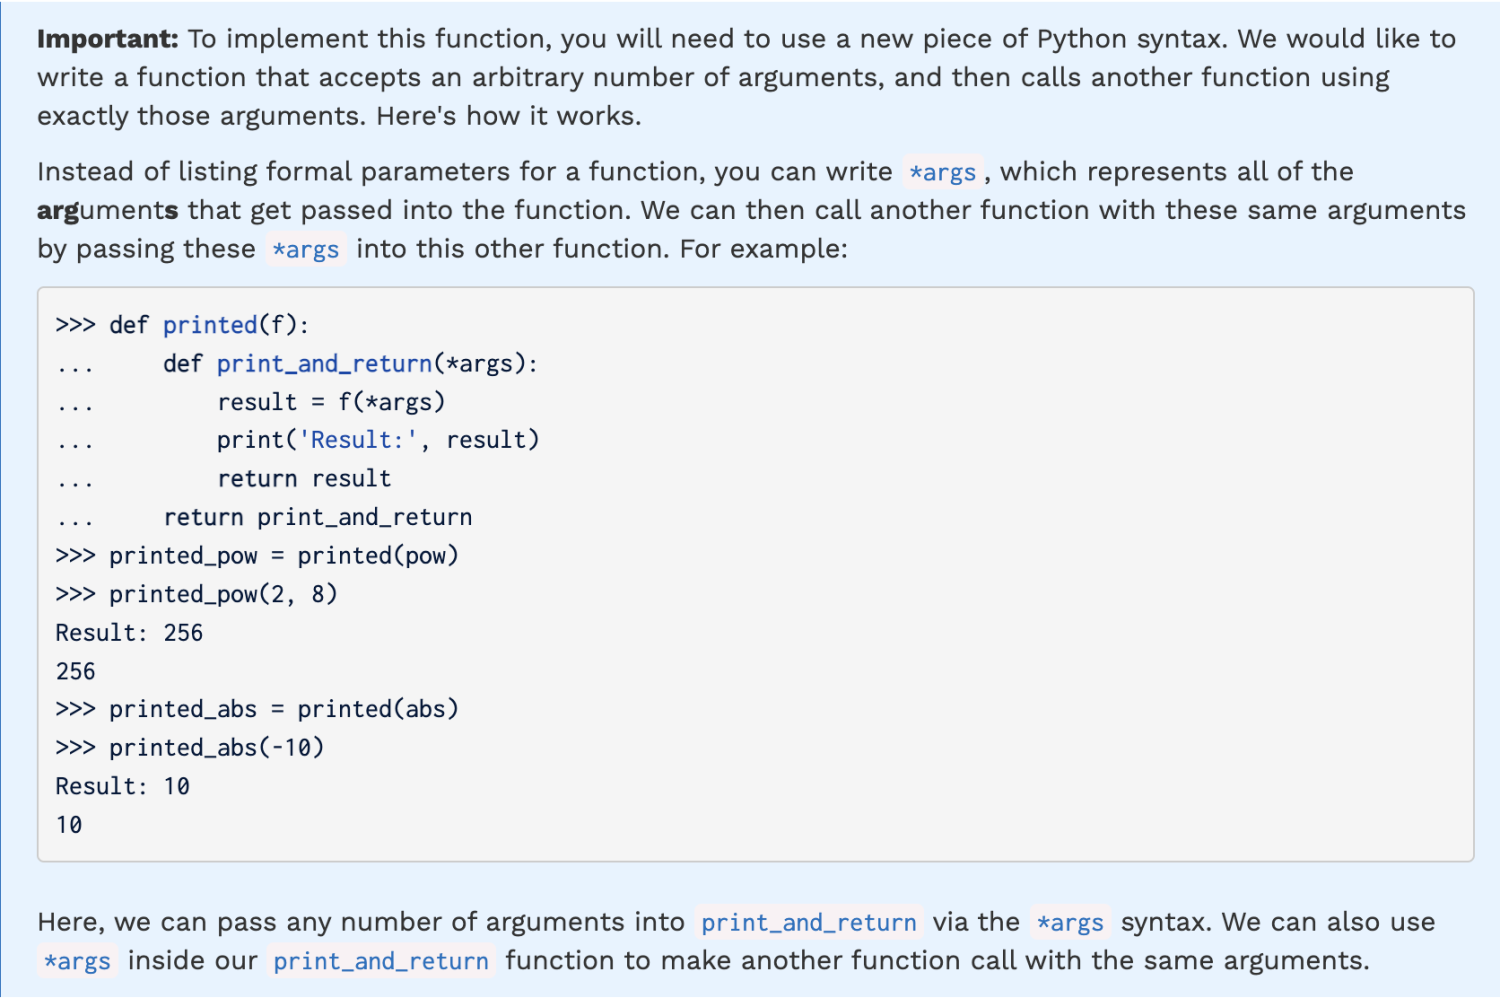 Important: To implement this function, you will need to use a new piece of Python syntax. We would like to
write a function that accepts an arbitrary number of arguments, and then calls another function using
exactly those arguments. Here's how it works.
Instead of listing formal parameters for a function, you can write *args, which represents all of the
arguments that get passed into the function. We can then call another function with these same arguments
by passing these *args into this other function. For example:
>>> def printed(f):
...     def print_and_return(*args):
...         result = f(*args)
...         print('Result:', result)
...         return result
...     return print_and_return
>>> printed_pow = printed(pow)
>>> printed_pow(2, 8)
Result: 256
256
>>> printed_abs = printed(abs)
>>> printed_abs(-10)
Result: 10
10
Here, we can pass any number of arguments into print_and_return via the *args syntax. We can also use
*args inside our print_and_return function to make another function call with the same arguments.